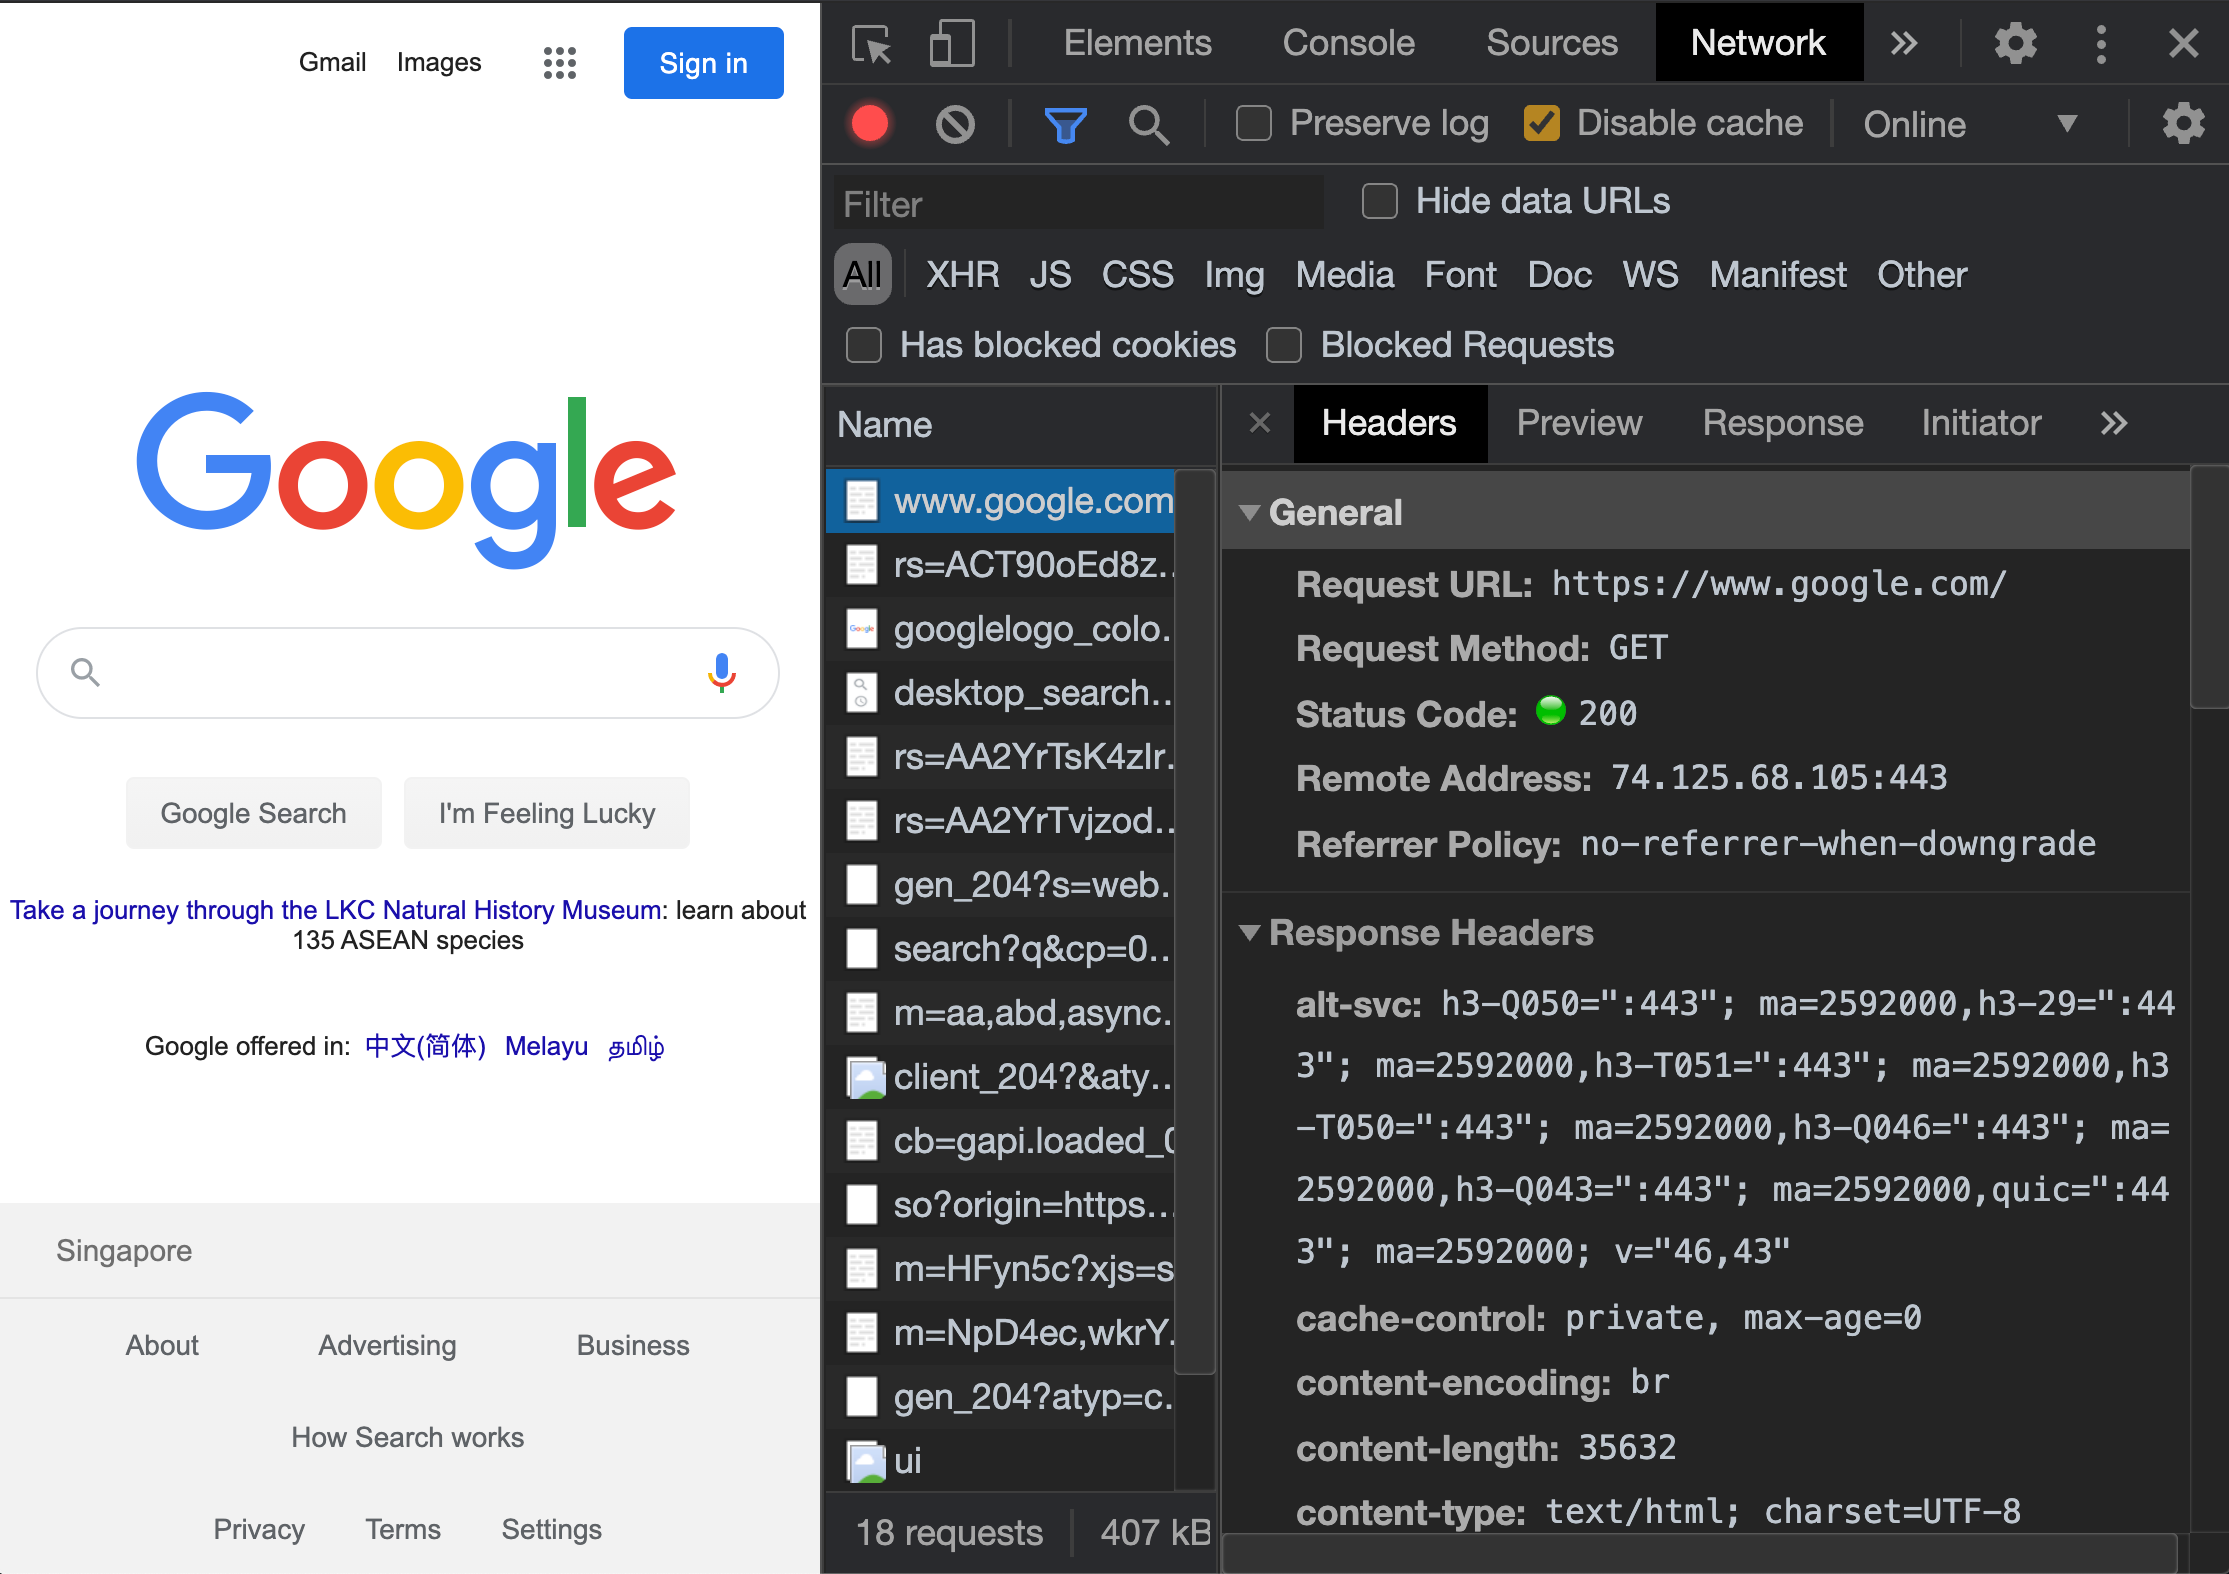 Gmail Images Sign in
Google
Google Search I'm Feeling Lucky
Take a journey through the LKC Natural History Museum: learn about
135 ASEAN species
Google offered in: 中文(简体) Melayu தமிழ்
Singapore
About Advertising Business
How Search works
Privacy Terms Settings
Elements Console Sources Network
Preserve log Disable cache Online
Filter Hide data URLs
All XHR JS CSS Img Media Font Doc WS Manifest Other
Has blocked cookies Blocked Requests
Name
www.google.com
rs=ACT90oEd8z…
Google googlelogo_colo…
desktop_search…
rs=AA2YrTsK4zIr…
rs=AA2YrTvjzod…
gen_204?s=web…
search?q&cp=0…
m=aa,abd,async…
client_204?&aty…
cb=gapi.loaded_0
so?origin=https…
m=HFyn5c?xjs=s
m=NpD4ec,wkrY…
gen_204?atyp=c…
ui
18 requests 407 kB
Headers Preview Response Initiator
General
Request URL: https://www.google.com/
Request Method: GET
Status Code: 200
Remote Address: 74.125.68.105:443
Referrer Policy: no-referrer-when-downgrade
Response Headers
alt-svc: h3-Q050=":443"; ma=2592000,h3-29=":44
3"; ma=2592000,h3-T051=":443"; ma=2592000,h3
-T050=":443"; ma=2592000,h3-Q046=":443"; ma=
2592000,h3-Q043=":443"; ma=2592000,quic=":44
3"; ma=2592000; v="46,43"
cache-control: private, max-age=0
content-encoding: br
content-length: 35632
content-type: text/html; charset=UTF-8